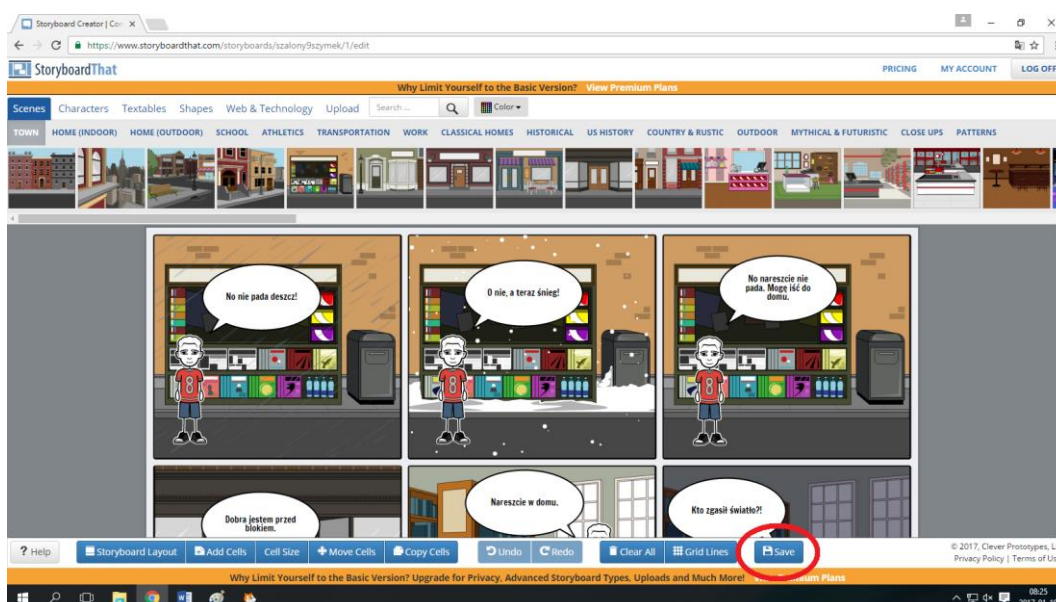 Storyboard Creator | Co
https://www.storyboardthat.com/storyboards/szalony9szymek/1/edit
StoryboardThat
PRICING MY ACCOUNT LOG OFF
Why Limit Yourself to the Basic Version? View Premium Plans
Scenes Characters Textables Shapes Web & Technology Upload Search ... Color
TOWN HOME (INDOOR) HOME (OUTDOOR) SCHOOL ATHLETICS TRANSPORTATION WORK CLASSICAL HOMES HISTORICAL US HISTORY COUNTRY & RUSTIC OUTDOOR MYTHICAL & FUTURISTIC CLOSE UPS PATTERNS
No nie pada deszcz!
O nie, a teraz śnieg!
No nareszcie nie
pada. Mogę iść do
domu.
8
8
8
Dobra jestem przed
blokiem.
Nareszcie w domu.
Kto zgasił światło?!
? Help Storyboard Layout Add Cells Cell Size Move Cells Copy Cells Undo Redo Clear All Grid Lines Save
© 2017, Clever Prototypes, L
Privacy Policy | Terms of Us
Why Limit Yourself to the Basic Version? Upgrade for Privacy, Advanced Storyboard Types, Uploads and Much More! Premium Plans
08:25